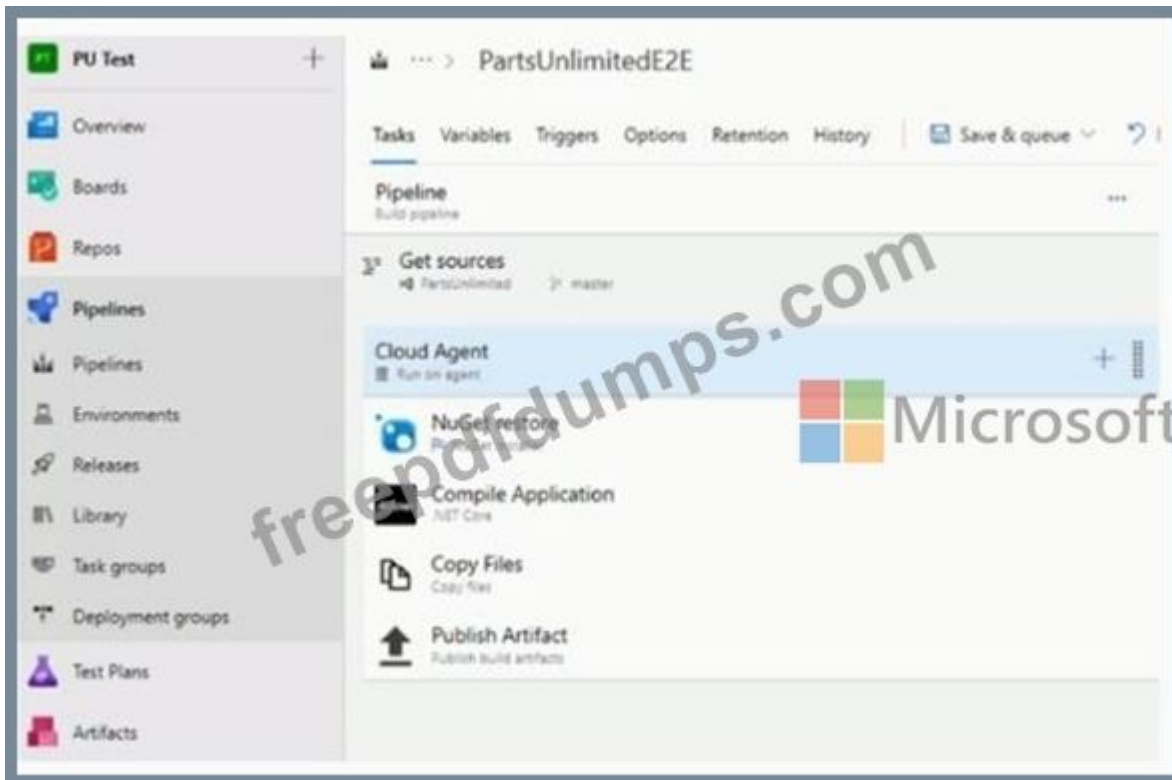 PU Test
Overview
Boards
Repos
Pipelines
Pipelines
Environments
Releases
Library
Task groups
Deployment groups
Test Plans
Artifacts
··· > PartsUnlimitedE2E
Tasks Variables Triggers Options Retention History Save & queue
Pipeline
Build pipeline
Get sources
PartsUnlimited master
Cloud Agent
Run on agent
NuGet restore
Compile Application
.NET Core
Copy Files
Copy files
Publish Artifact
Publish build artifacts
Microsoft
freepdfdumps.com